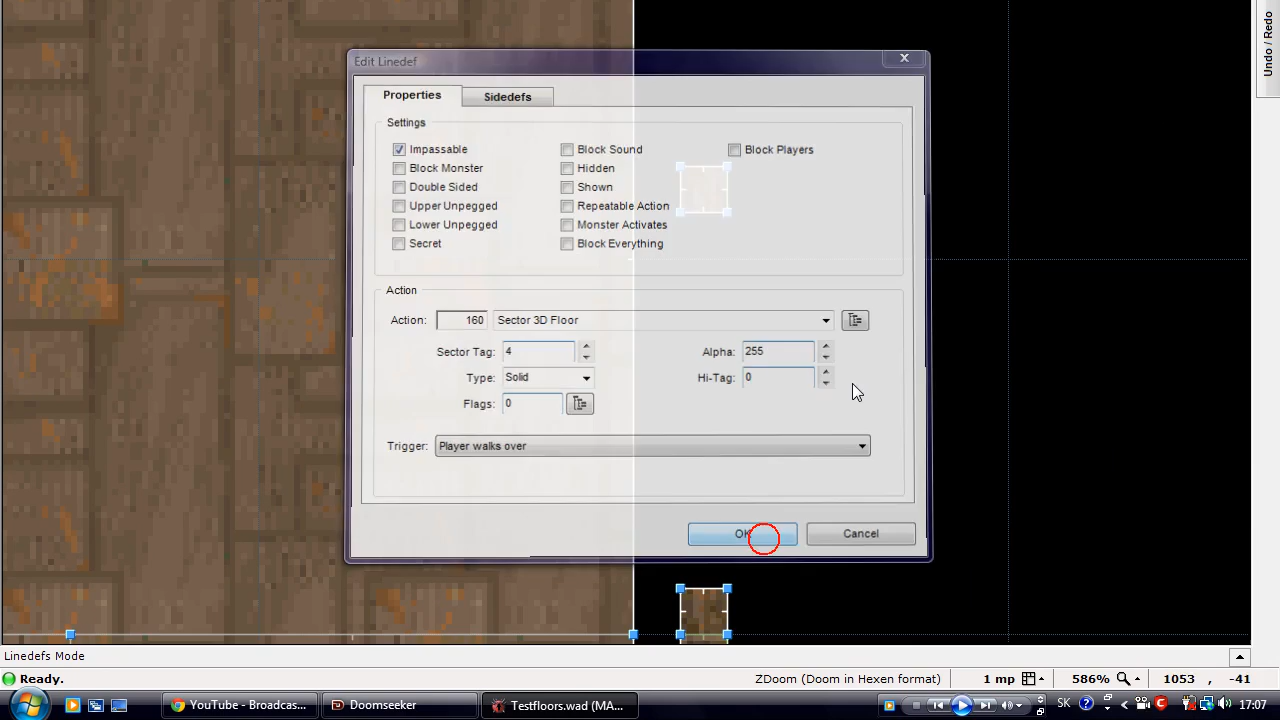 Undo / Redo
Edit Linedef
Properties
Sidedefs
Settings
Impassable
Block Sound
Block Players
Block Monster
Hidden
Double Sided
Shown
Upper Unpegged
Repeatable Action
Lower Unpegged
Monster Activates
Secret
Block Everything
Action
Action: 160 Sector 3D Floor
Sector Tag: 4
Alpha: 255
Type: Solid
Hi-Tag: 0
Flags: 0
Trigger: Player walks over
OK
Cancel
Linedefs Mode
Ready.
ZDoom (Doom in Hexen format)
1 mp
586%
1053 , -41
YouTube - Broadcas...
Doomseeker
Testfloors.wad (MA...
SK
17:07